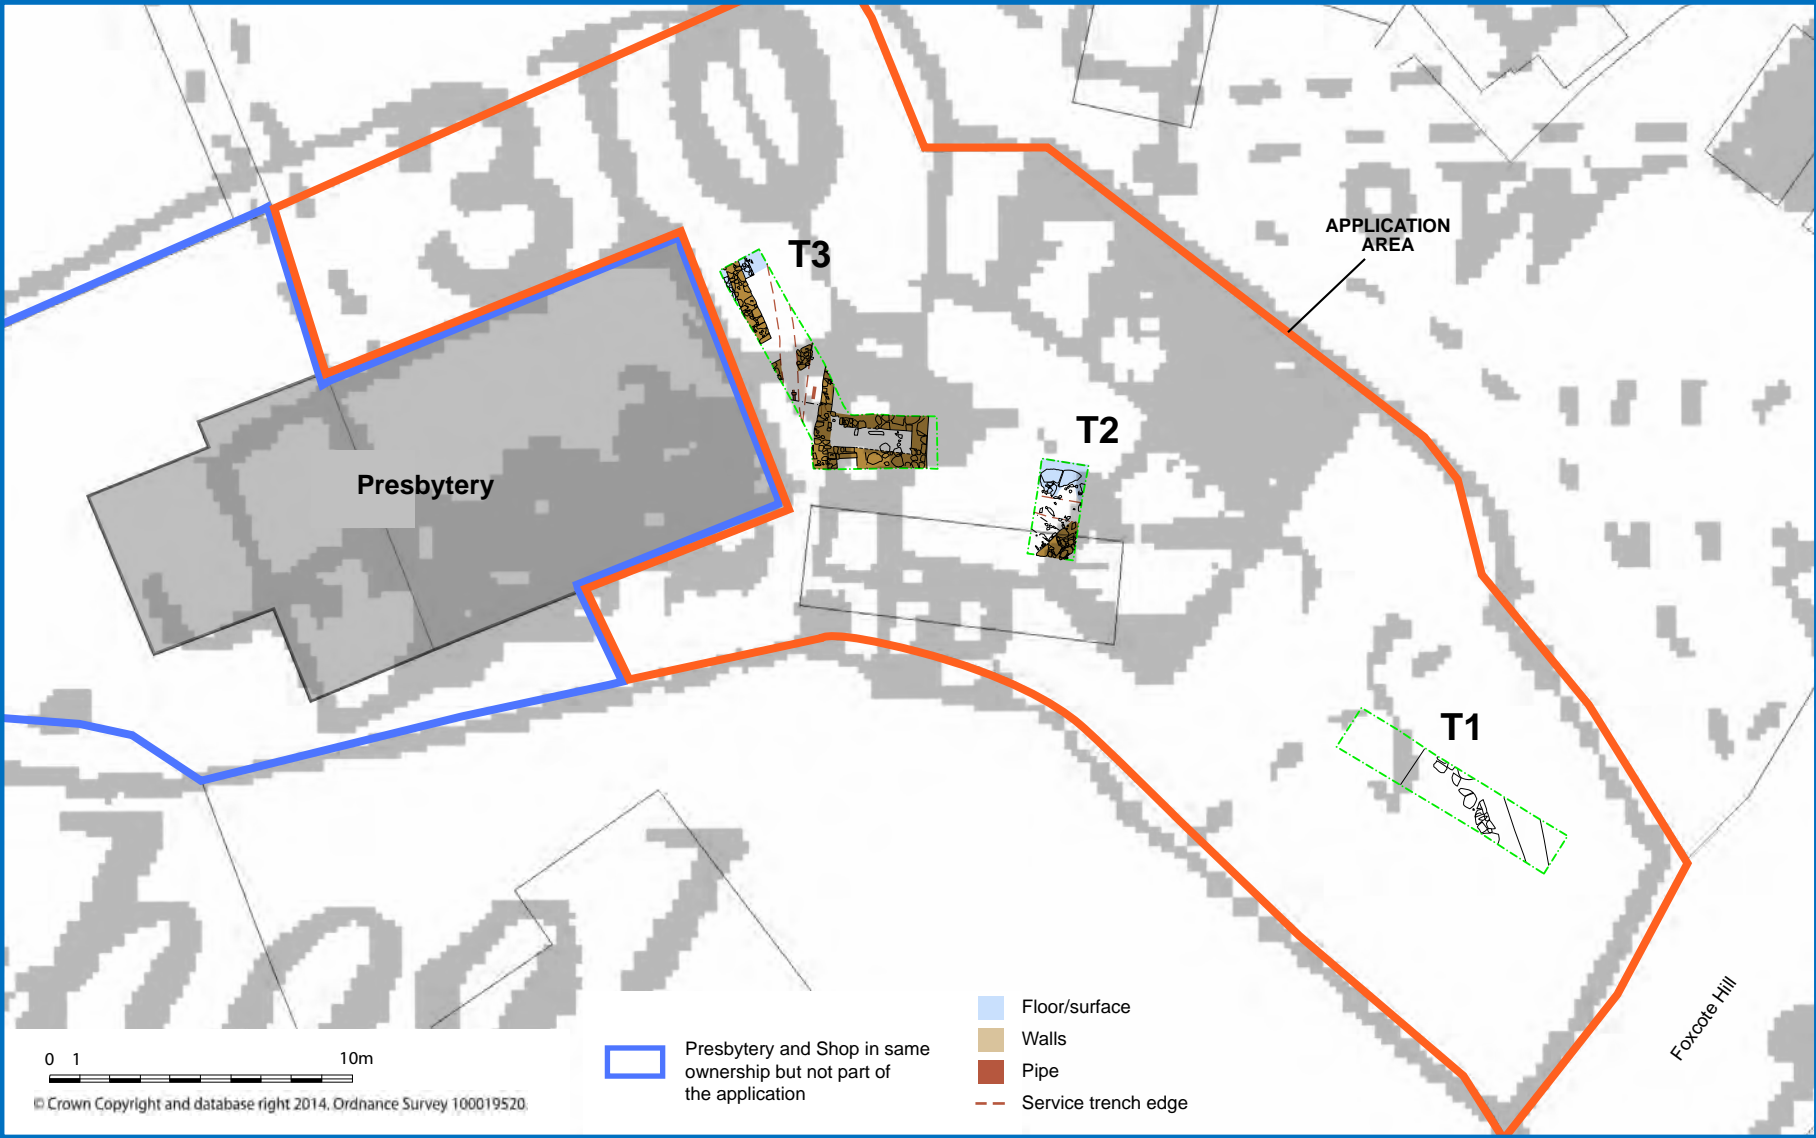 30
T3
APPLICATION
AREA
T2
Presbytery
T1
hool
Foxcote Hill
0 1 10m
© Crown Copyright and database right 2014. Ordnance Survey 100019520.
Presbytery and Shop in same
ownership but not part of
the application
Floor/surface
Walls
Pipe
Service trench edge